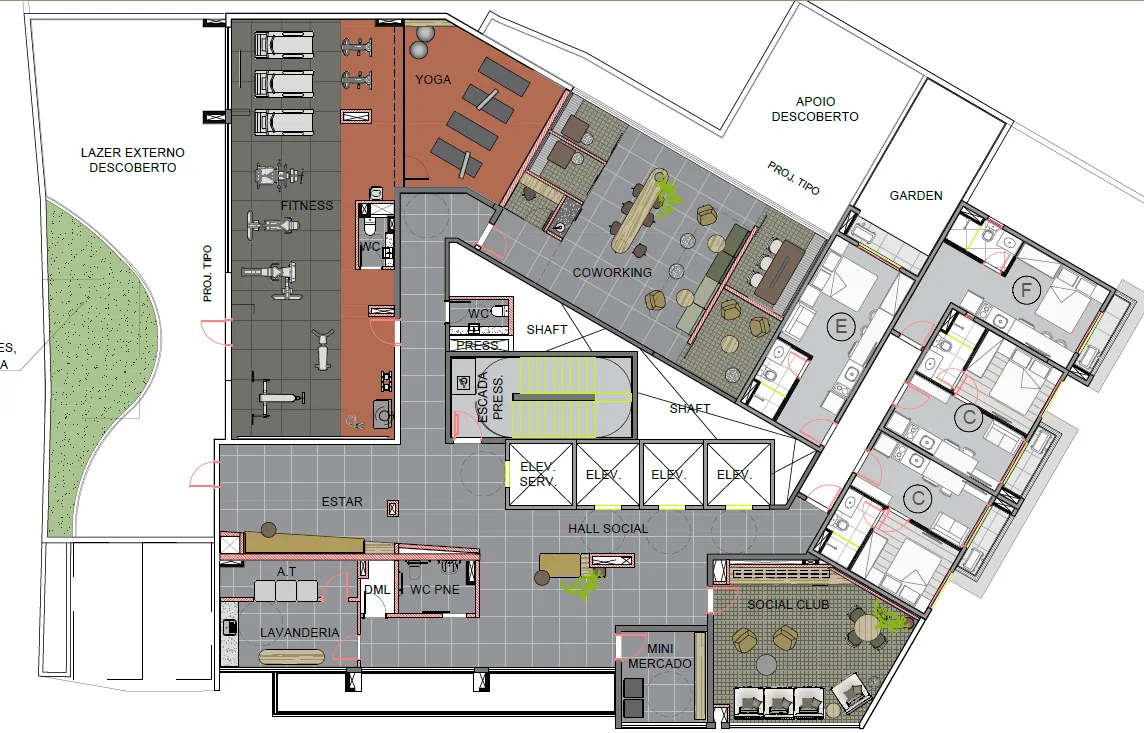 YOGA
APOIO
DESCOBERTO
LAZER EXTERNO
DESCOBERTO
PROJ. TIPO
GARDEN
FITNESS
WC
PROJ. TIPO
COWORKING
F
E
WC
SHAFT
PRESS.
ES,
A
ESCADA
PRESS.
SHAFT
C
ELEV.
SERV.
ELEV.
ELEV.
ELEV.
C
ESTAR
HALL SOCIAL
A.T
DML
WC PNE
SOCIAL CLUB
LAVANDERIA
MINI
MERCADO